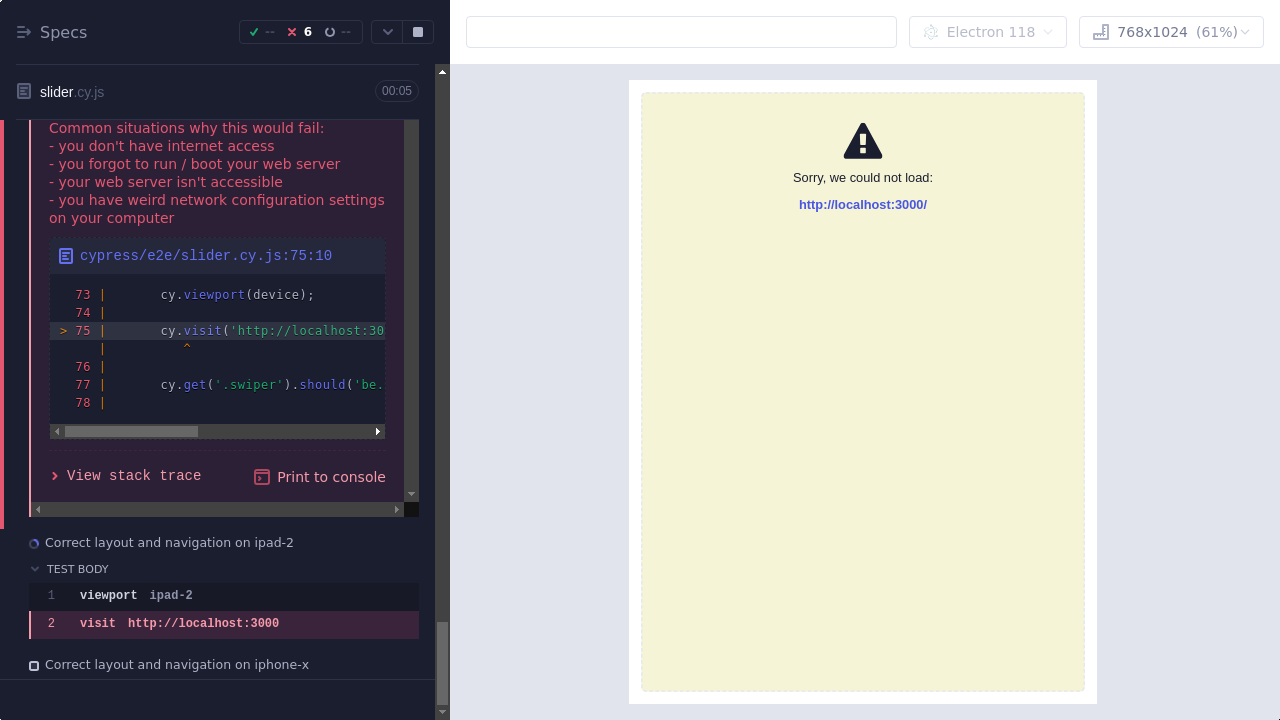 Specs
-- 6 --
Electron 118
768x1024 (61%)
slider.cy.js
00:05
Common situations why this would fail:
- you don't have internet access
- you forgot to run / boot your web server
- your web server isn't accessible
- you have weird network configuration settings
on your computer
cypress/e2e/slider.cy.js:75:10
73 | cy.viewport(device);
74 |
> 75 | cy.visit('http://localhost:30
| ^
76 |
77 | cy.get('.swiper').should('be.
78 |
View stack trace
Print to console
Correct layout and navigation on ipad-2
TEST BODY
1 viewport ipad-2
2 visit http://localhost:3000
Correct layout and navigation on iphone-x
Sorry, we could not load:
http://localhost:3000/